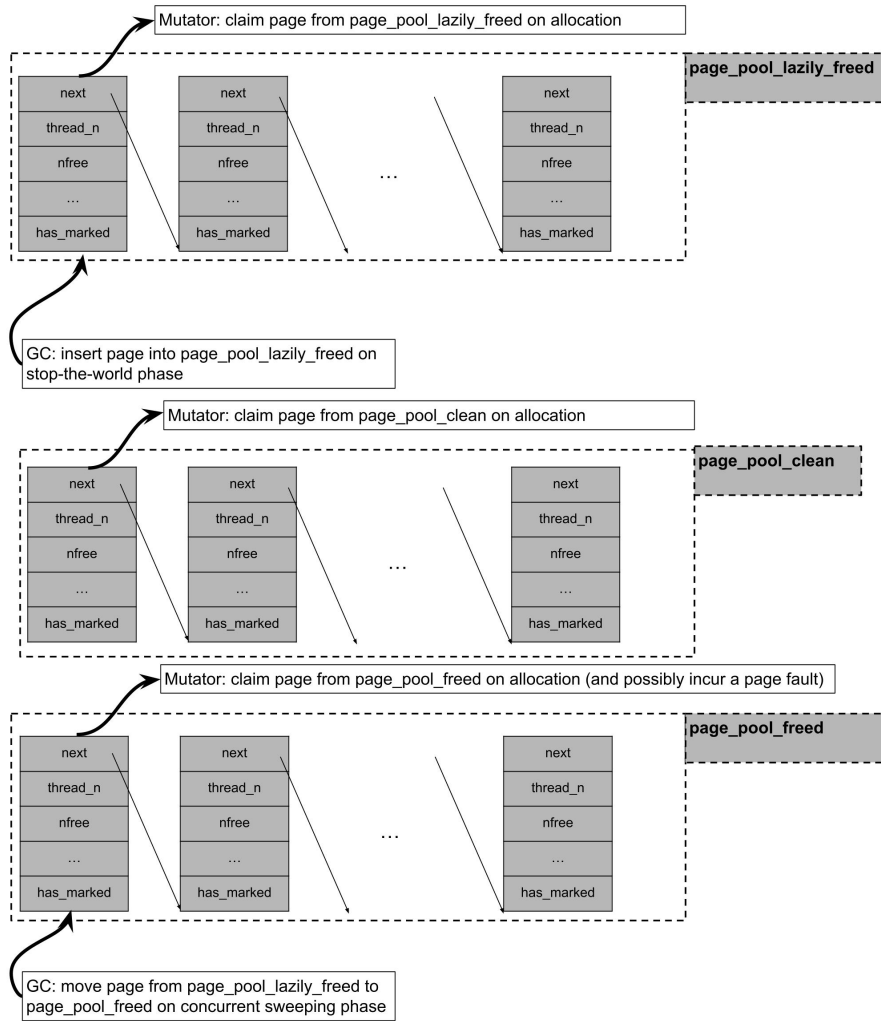 Mutator: claim page from page_pool_lazily_freed on allocation
page_pool_lazily_freed
next
next
next
thread_n
thread_n
thread_n
nfree
nfree
nfree
…
…
…
…
has_marked
has_marked
has_marked
GC: insert page into page_pool_lazily_freed on
stop-the-world phase
Mutator: claim page from page_pool_clean on allocation
page_pool_clean
next
next
next
thread_n
thread_n
thread_n
nfree
nfree
nfree
…
…
…
…
has_marked
has_marked
has_marked
Mutator: claim page from page_pool_freed on allocation (and possibly incur a page fault)
page_pool_freed
next
next
next
thread_n
thread_n
thread_n
nfree
nfree
nfree
…
…
…
…
has_marked
has_marked
has_marked
GC: move page from page_pool_lazily_freed to
page_pool_freed on concurrent sweeping phase